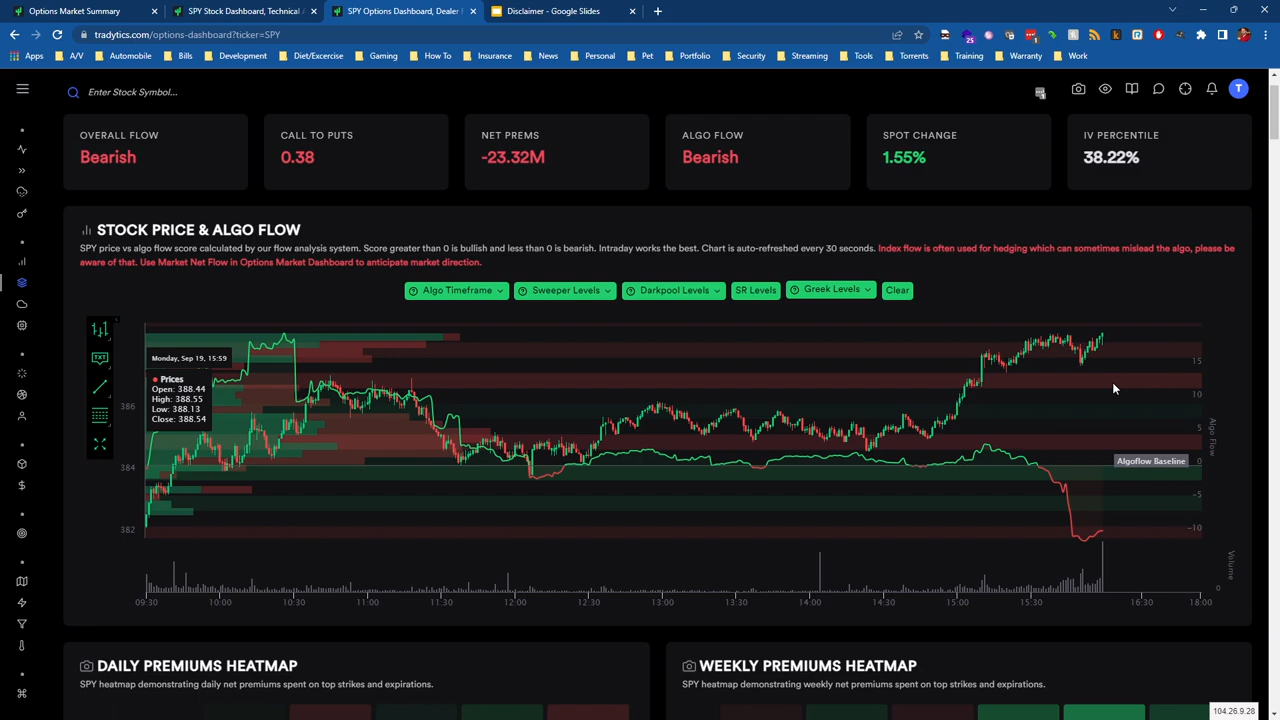 Options Market Summary
SPY Stock Dashboard, Technical
SPY Options Dashboard, Dealer
Disclaimer - Google Slides
tradytics.com/options-dashboard?ticker=SPY
25
Apps A/V Automobile Bills Development Diet/Excercise Gaming How To Insurance News Personal Pet Portfolio Security Streaming Tools Torrents Training Warranty Work
Enter Stock Symbol...
T
OVERALL FLOW
Bearish
CALL TO PUTS
0.38
NET PREMS
-23.32M
ALGO FLOW
Bearish
SPOT CHANGE
1.55%
IV PERCENTILE
38.22%
STOCK PRICE & ALGO FLOW
SPY price vs algo flow score calculated by our flow analysis system. Score greater than 0 is bullish and less than 0 is bearish. Intraday works the best. Chart is auto-refreshed every 30 seconds. Index flow is often used for hedging which can sometimes mislead the algo, please be
aware of that. Use Market Net Flow in Options Market Dashboard to anticipate market direction.
Algo Timeframe
Sweeper Levels
Darkpool Levels
SR Levels
Greek Levels
Clear
TXT
Monday, Sep 19, 15:59
Prices
Open: 388.44
High: 388.55
Low: 388.13
Close: 388.54
386
384
382
15
10
5
0
-5
-10
Algo Flow
Algoflow Baseline
Volume
0
09:30 10:00 10:30 11:00 11:30 12:00 12:30 13:00 13:30 14:00 14:30 15:00 15:30 16:30 18:00
DAILY PREMIUMS HEATMAP
SPY heatmap demonstrating daily net premiums spent on top strikes and expirations.
WEEKLY PREMIUMS HEATMAP
SPY heatmap demonstrating weekly net premiums spent on top strikes and expirations.
104.26.9.28